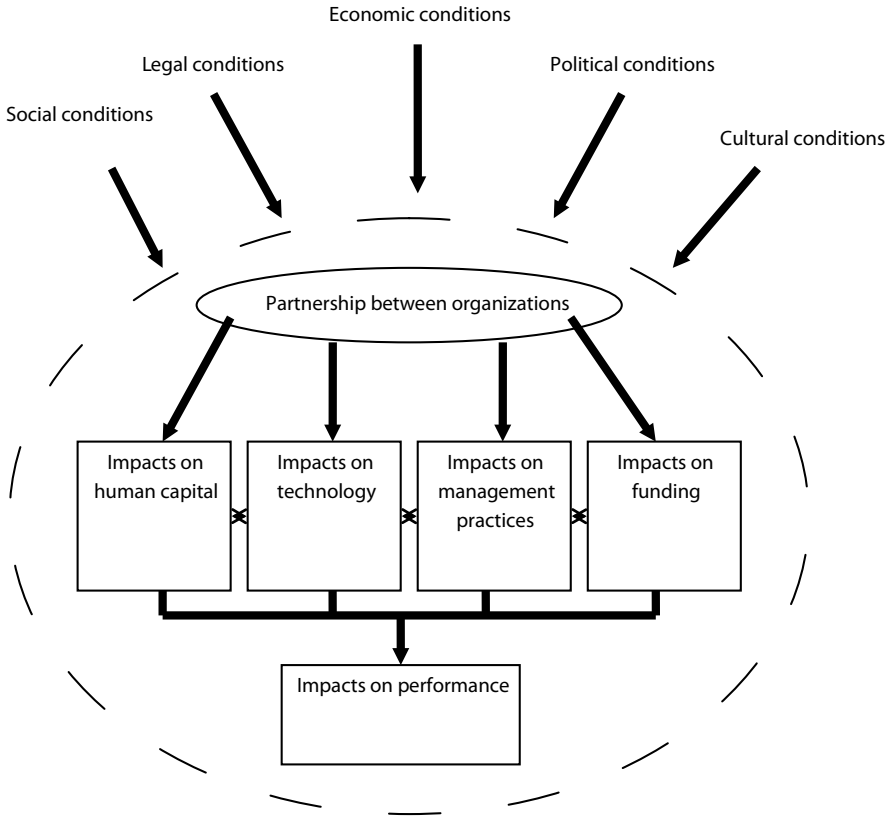 Economic conditions
Legal conditions
Political conditions
Social conditions
Cultural conditions
Partnership between organizations
Impacts on
human capital
Impacts on
technology
Impacts on
management
practices
Impacts on
funding
Impacts on performance